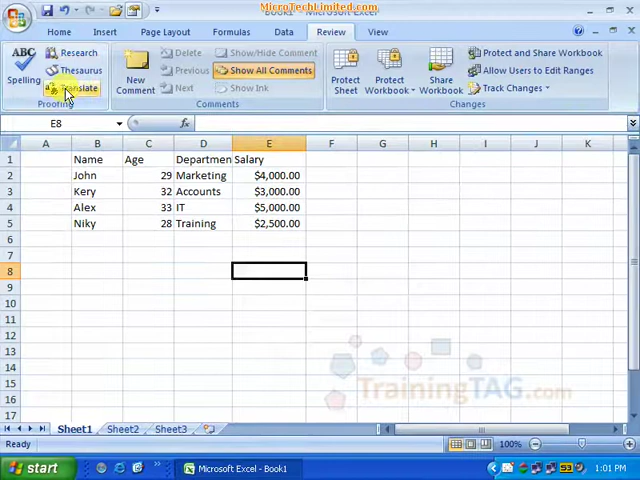 MicroTechLimited.com
Book1 - Microsoft Excel
Home Insert Page Layout Formulas Data Review View
ABC
Spelling
Research
Thesaurus
Translate
Proofing
New Comment
Delete
Previous
Next
Show/Hide Comment
Show All Comments
Show Ink
Comments
Protect Sheet
Protect Workbook
Share Workbook
Protect and Share Workbook
Allow Users to Edit Ranges
Track Changes
Changes
E8 fx
A B C D E F G H I J K
1 Name Age Departmen Salary
2 John 29 Marketing $4,000.00
3 Kery 32 Accounts $3,000.00
4 Alex 33 IT $5,000.00
5 Niky 28 Training $2,500.00
6
7
8
9
10
11
12
13
14
15
16
17
TrainingTAG.com
Sheet1 Sheet2 Sheet3
Ready 100%
start Microsoft Excel - Book1 53 1:01 PM